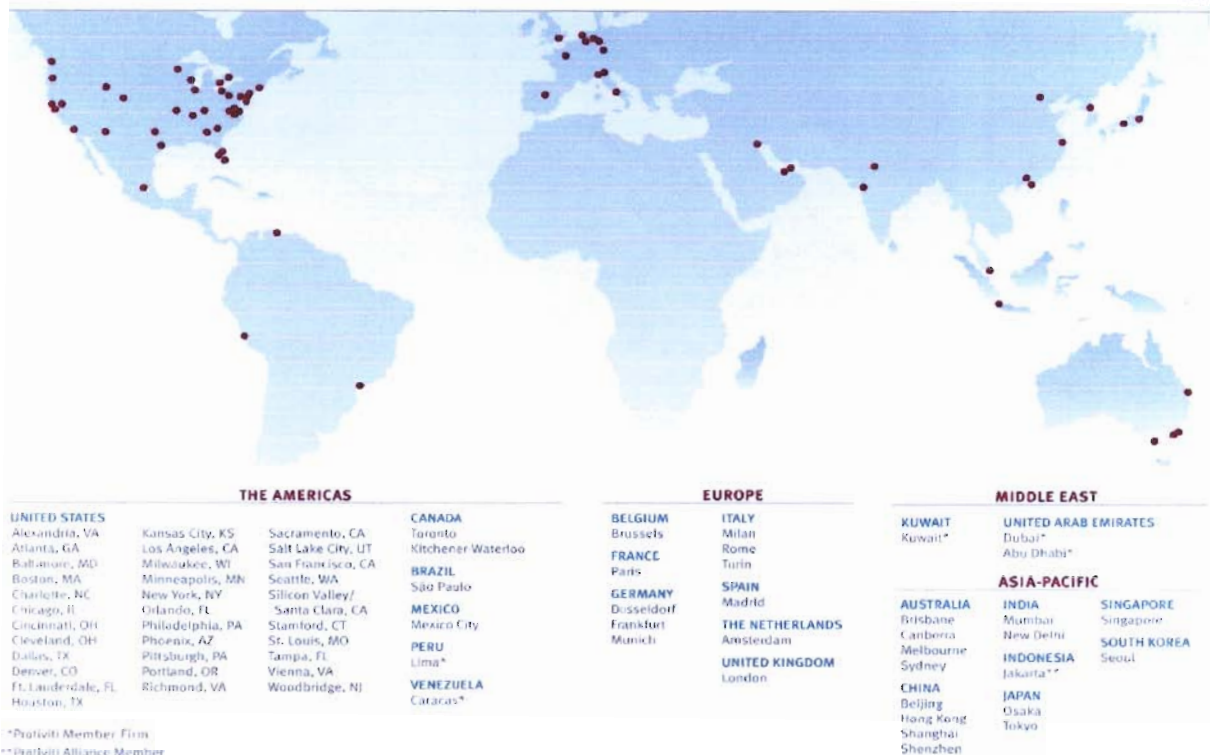 THE AMERICAS
UNITED STATES
Alexandria, VA
Atlanta, GA
Baltimore, MD
Boston, MA
Charlotte, NC
Chicago, IL
Cincinnati, OH
Cleveland, OH
Dallas, TX
Denver, CO
Ft. Lauderdale, FL
Houston, TX
Kansas City, KS
Los Angeles, CA
Milwaukee, WI
Minneapolis, MN
New York, NY
Orlando, FL
Philadelphia, PA
Phoenix, AZ
Pittsburgh, PA
Portland, OR
Richmond, VA
Sacramento, CA
Salt Lake City, UT
San Francisco, CA
Seattle, WA
Silicon Valley/
Santa Clara, CA
Stamford, CT
St. Louis, MO
Tampa, FL
Vienna, VA
Woodbridge, NJ
CANADA
Toronto
Kitchener Waterloo
BRAZIL
São Paulo
MEXICO
Mexico City
PERU
Lima*
VENEZUELA
Caracas*
EUROPE
BELGIUM
Brussels
FRANCE
Paris
GERMANY
Dusseldorf
Frankfurt
Munich
ITALY
Milan
Rome
Turin
SPAIN
Madrid
THE NETHERLANDS
Amsterdam
UNITED KINGDOM
London
MIDDLE EAST
KUWAIT
Kuwait*
UNITED ARAB EMIRATES
Dubai*
Abu Dhabi*
ASIA-PACIFIC
AUSTRALIA
Brisbane
Canberra
Melbourne
Sydney
CHINA
Beijing
Hong Kong
Shanghai
Shenzhen
INDIA
Mumbai
New Delhi
INDONESIA
Jakarta**
JAPAN
Osaka
Tokyo
SINGAPORE
Singapore
SOUTH KOREA
Seoul
*Protiviti Member Firm
**Protiviti Alliance Member